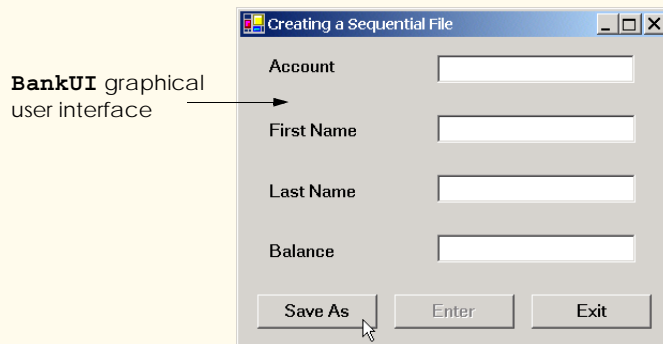 Creating a Sequential File
BankUI graphical
user interface
Account
First Name
Last Name
Balance
Save As
Enter
Exit